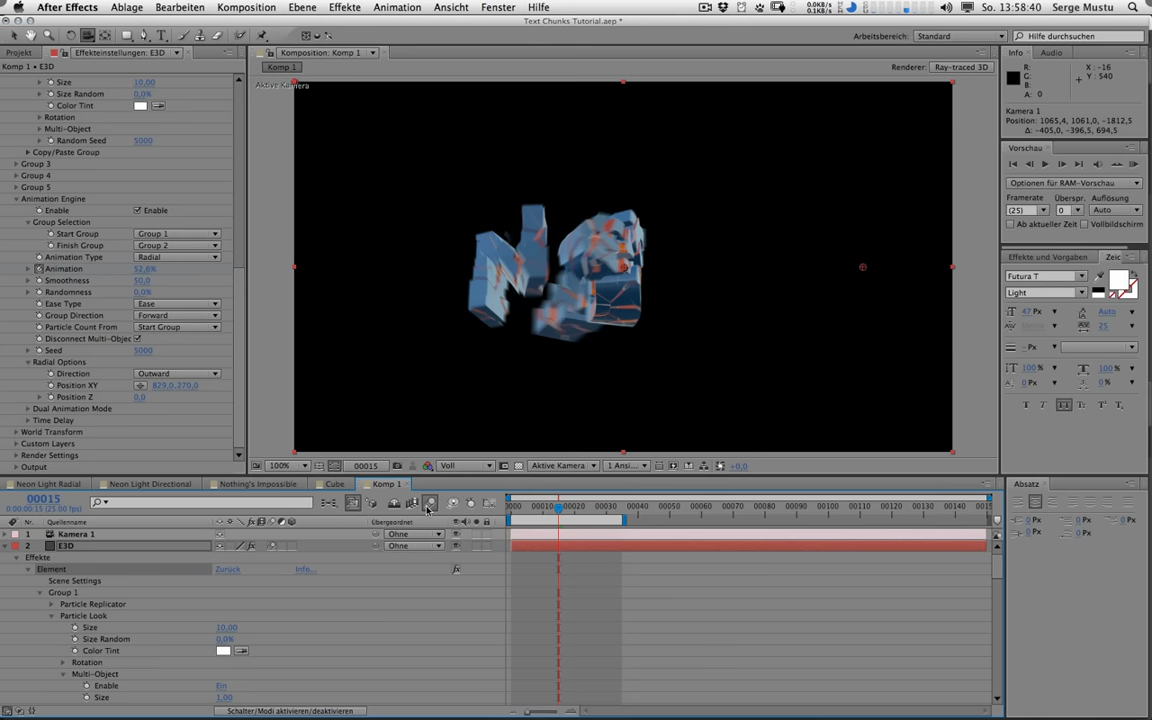 After Effects Ablage Bearbeiten Komposition Ebene Effekte Animation Ansicht Fenster Hilfe 0.0KB/s 0.1KB/s So. 13:58:40 Serge Mustu
Text Chunks Tutorial.aep *
Arbeitsbereich: Standard Hilfe durchsuchen
Projekt Effekteinstellungen: E3D Komposition: Komp 1 Info Audio
Komp 1 • E3D
Komp 1 Renderer: Ray-traced 3D
Aktive Kamera
R: G: B: A: 0
X : -16
Y : 540
Kamera 1
Position: 1065,4, 1061,0, -1812,5
Δ: -405,0, -396,5, 694,5
Size 10,00
Size Random 0,0%
Color Tint
Rotation
Multi-Object
Random Seed 5000
Copy/Paste Group
Group 3
Group 4
Group 5
Animation Engine
Enable Enable
Group Selection
Start Group Group 1
Finish Group Group 2
Animation Type Radial
Animation 52,6%
Smoothness 50,0
Randomness 0,0%
Ease Type Ease
Group Direction Forward
Particle Count From Start Group
Disconnect Multi-Objec
Seed 5000
Radial Options
Direction Outward
Position XY 829,0, 270,0
Position Z 0,0
Dual Animation Mode
Time Delay
World Transform
Custom Layers
Render Settings
Output
Vorschau
Optionen für RAM-Vorschau
Framerate Überspr. Auflösung
(25) 0 Auto
Ab aktueller Zeit Vollbildschirm
Effekte und Vorgaben Zeic
Futura T
Light
47 Px Auto
25
- Px
100 % 100 %
0 Px 0 %
100% 00015 Voll Aktive Kamera 1 Ansi... +0,0
Neon Light Radial Neon Light Directional Nothing's Impossible Cube Komp 1
00015
0:00:00:15 (25.00 fps)
Nr. Quellenname Übergeordnet
1 Kamera 1 Ohne
2 E3D Ohne
Effekte
Element Zurück Info...
Scene Settings
Group 1
Particle Replicator
Particle Look
Size 10,00
Size Random 0,0%
Color Tint
Rotation
Multi-Object
Enable Ein
Size 1,00
Schalter/Modi aktivieren/deaktivieren
00010 00020 00030 00040 00050 00060 00070 00080 00090 00100 00110 00120 00130 00140 0015
Absatz
0 Px 0 Px
0 Px 0 Px
0 Px